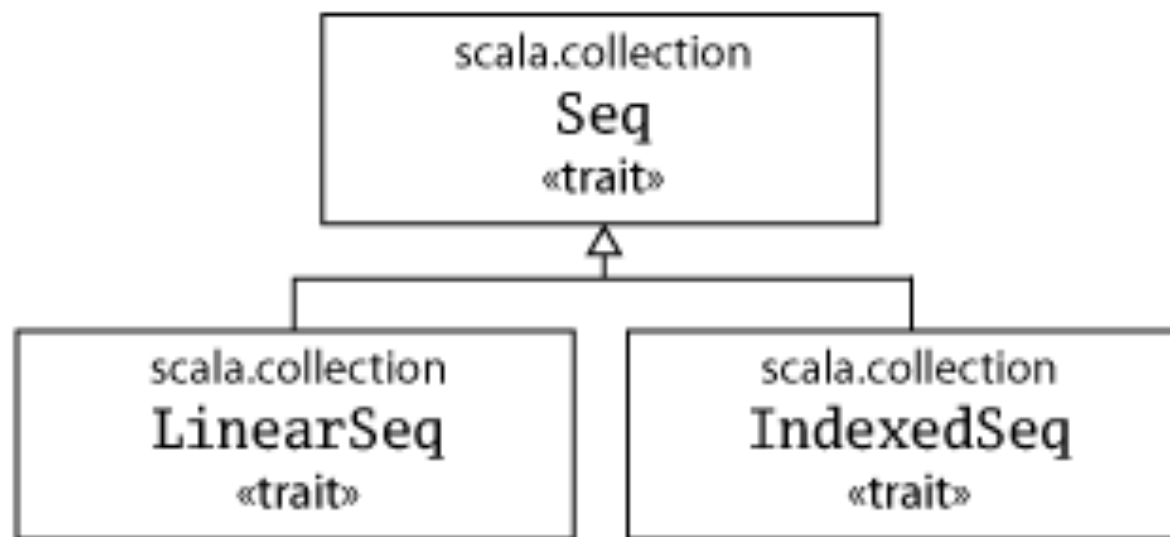 scala.collection
Seq
«trait»
scala.collection
LinearSeq
«trait»
scala.collection
IndexedSeq
«trait»